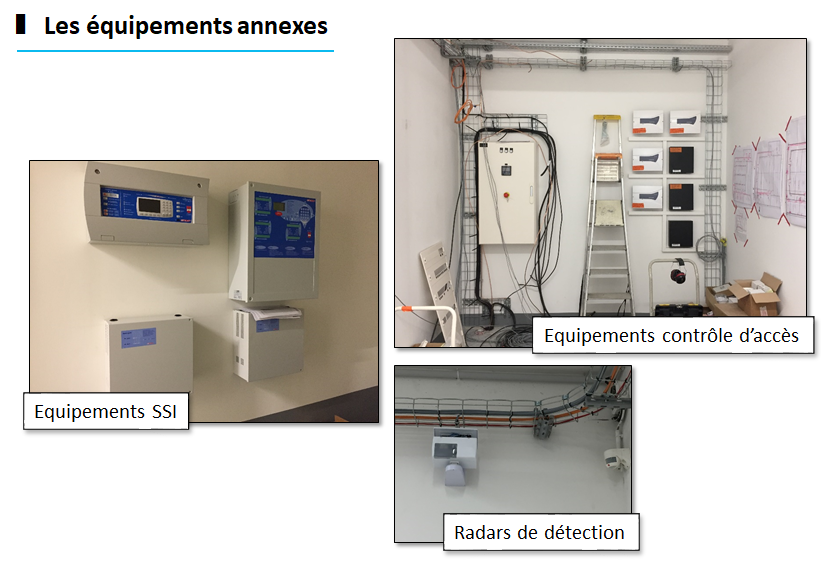 Les équipements annexes
Equipements contrôle d'accès
Equipements SSI
Radars de détection